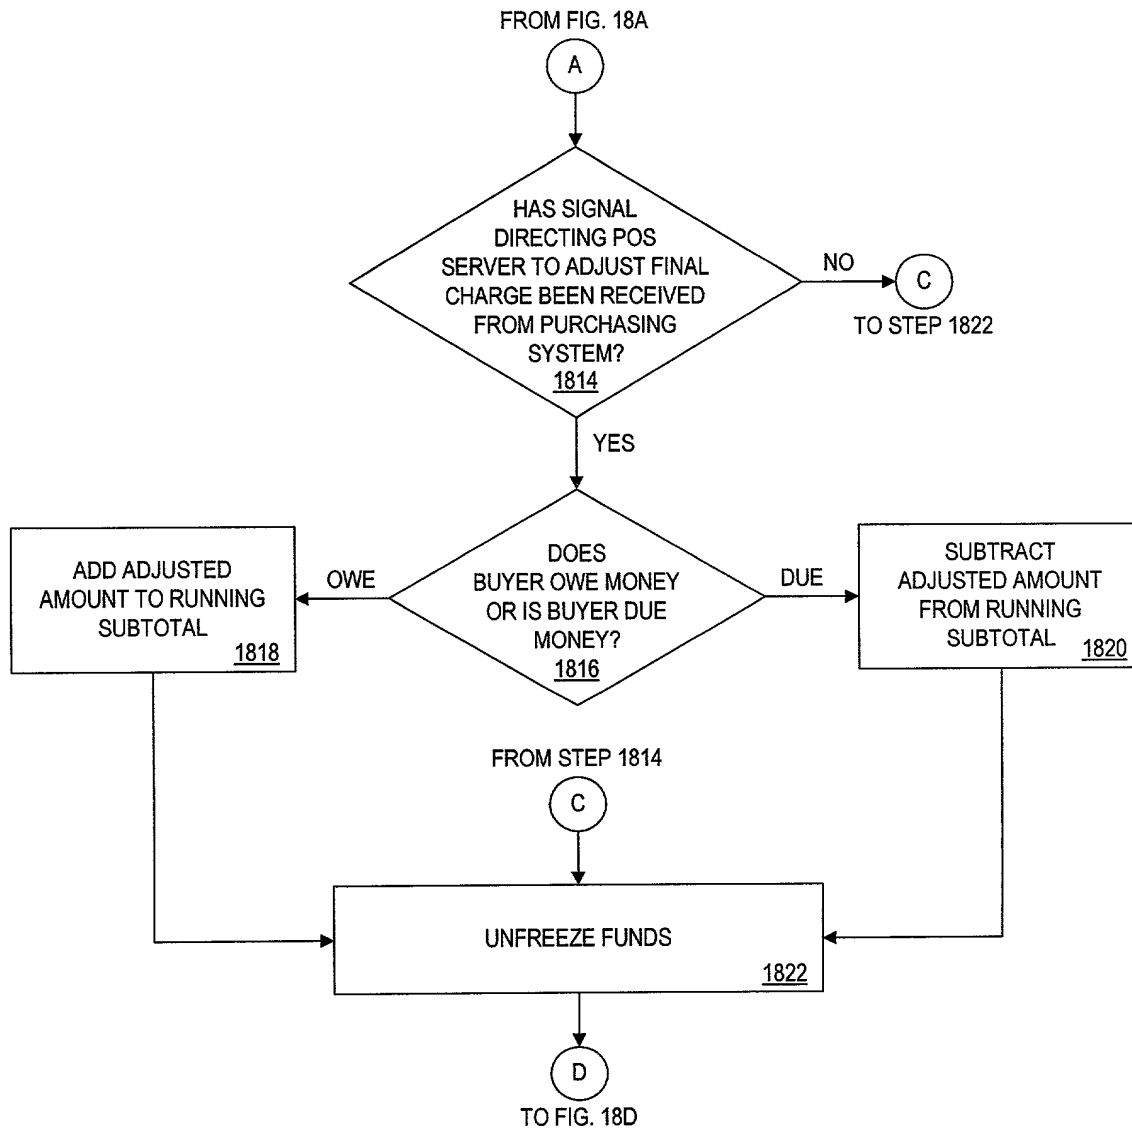 FROM FIG. 18A
A
HAS SIGNAL
DIRECTING POS
SERVER TO ADJUST FINAL
CHARGE BEEN RECEIVED
FROM PURCHASING
SYSTEM?
1814
NO
C
TO STEP 1822
YES
DOES
BUYER OWE MONEY
OR IS BUYER DUE
MONEY?
1816
OWE
ADD ADJUSTED
AMOUNT TO RUNNING
SUBTOTAL
1818
DUE
SUBTRACT
ADJUSTED AMOUNT
FROM RUNNING
SUBTOTAL
1820
FROM STEP 1814
C
UNFREEZE FUNDS
1822
D
TO FIG. 18D